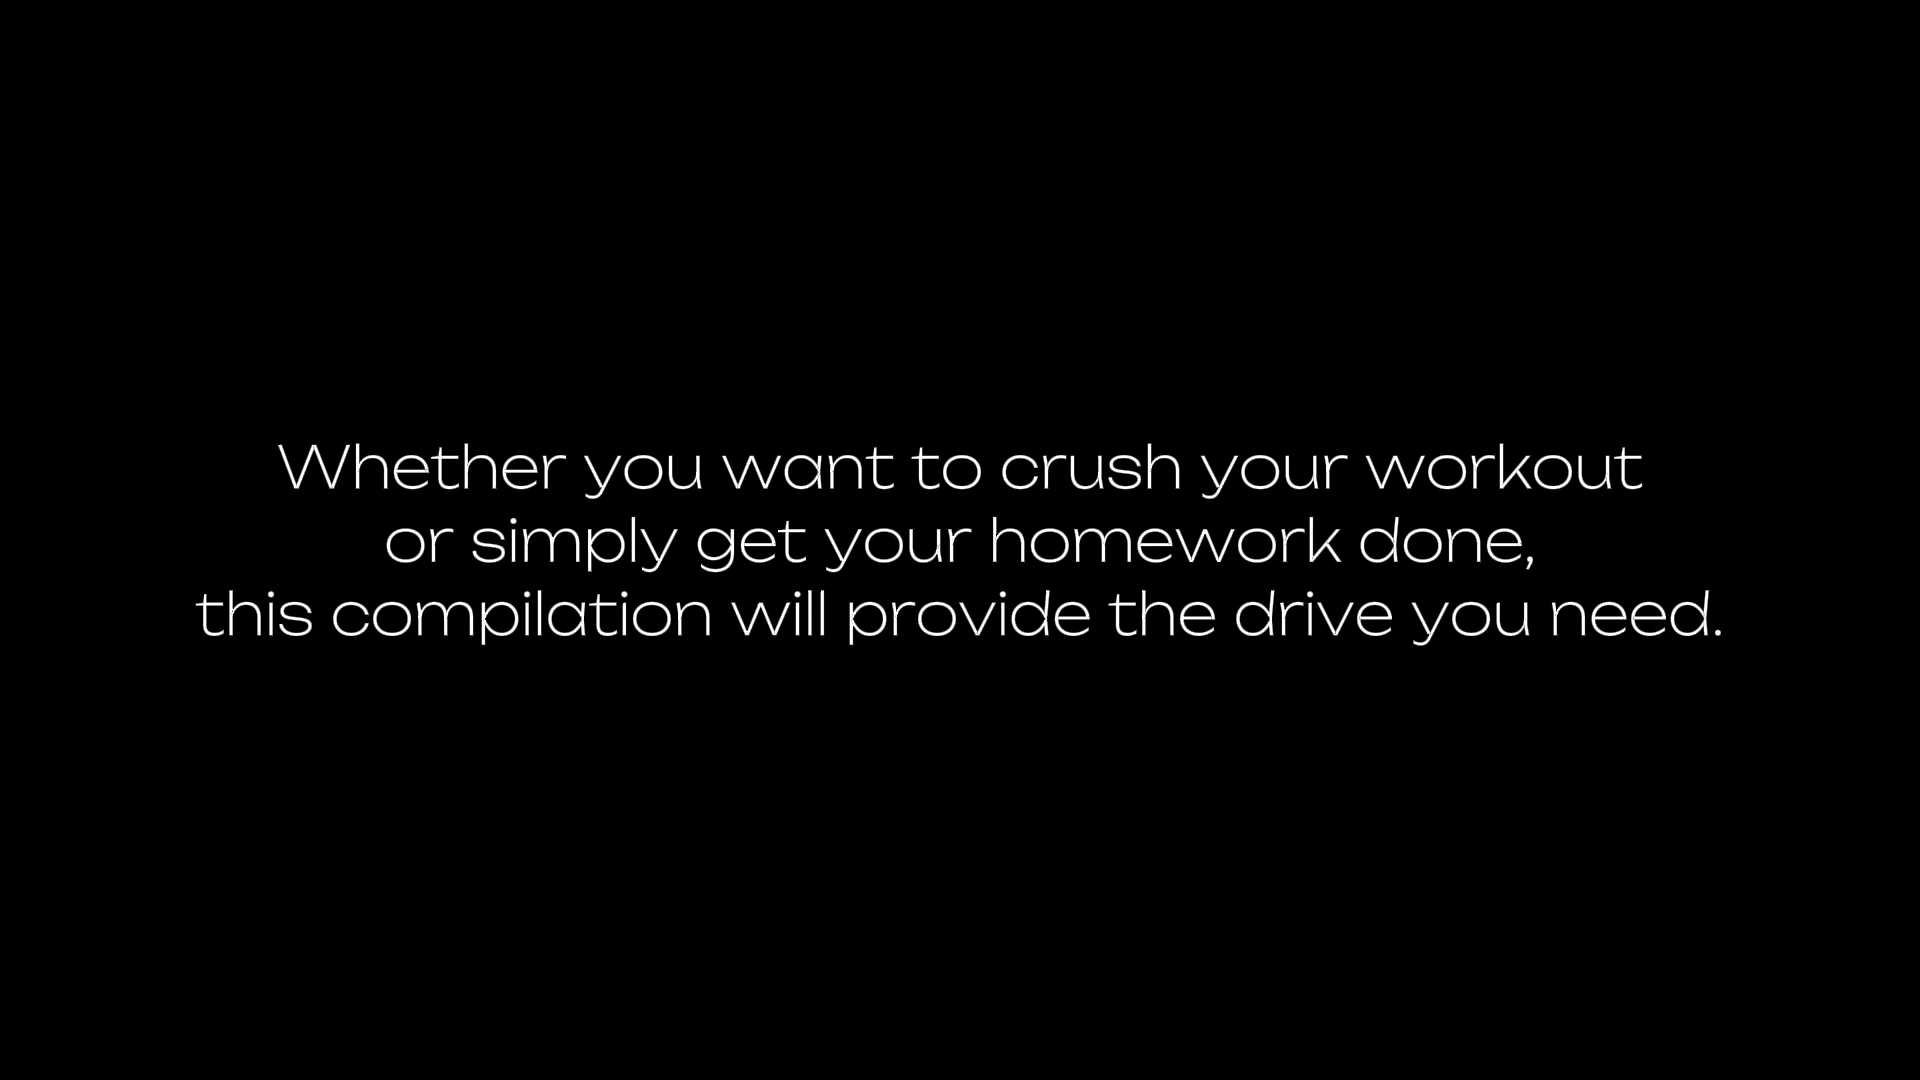 Whether you want to crush your workout
or simply get your homework done,
this compilation will provide the drive you need.